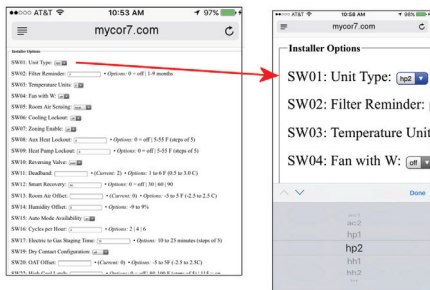 ●●○○○ AT&T 10:53 AM 97%
mycor7.com
Installer Options
SW01: Unit Type:
SW02: Filter Reminder: • Options: 0 = off | 1-9 months
SW03: Temperature Units:
SW04: Fan with W: off
SW05: Room Air Sensing:
SW06: Cooling Lockout: off
SW07: Zoning Enable: off
SW08: Aux Heat Lockout: • Options: 0 = off | 5-55 F (steps of 5)
SW09: Heat Pump Lockout: • Options: 0 = off | 5-55 F (steps of 5)
SW10: Reversing Valve:
SW11: Deadband: • (Current: 2) • Options: 1 to 6 F (0.5 to 3.0 C)
SW12: Smart Recovery: • Options: 0 = off | 30 | 60 | 90
SW13: Room Air Offset: • (Current: 0) • Options: -5 to 5 F (-2.5 to 2.5 C)
SW14: Humidity Offset: • Options: -9 to 9%
SW15: Auto Mode Availability
SW16: Cycles per Hour: • Options: 2 | 4 | 6
SW17: Electric to Gas Staging Time: • Options: 10 to 25 minutes (steps of 5)
SW19: Dry Contact Configuration:
SW20: OAT Offset: • (Current: 0) • Options: -5 to 5F (-2.5 to 2.5C)
●●○○○ AT&T 10:58 AM 96%
mycor7.com
Installer Options
SW01: Unit Type: hp2
SW02: Filter Reminder:
SW03: Temperature Unit
SW04: Fan with W: off
Done
ac2
hp1
hp2
hh1
hh2